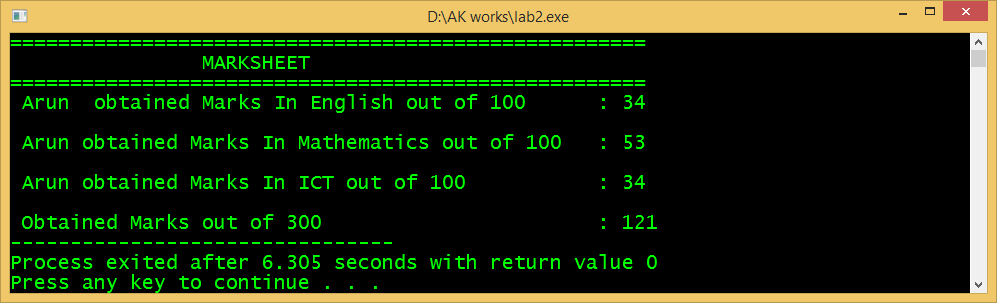 D:\AK works\lab2.exe
=====================================================
                MARKSHEET
=====================================================
 Arun  obtained Marks In English out of 100      : 34
 Arun obtained Marks In Mathematics out of 100   : 53
 Arun obtained Marks In ICT out of 100           : 34
 Obtained Marks out of 300                       : 121
--------------------------------
Process exited after 6.305 seconds with return value 0
Press any key to continue . . .